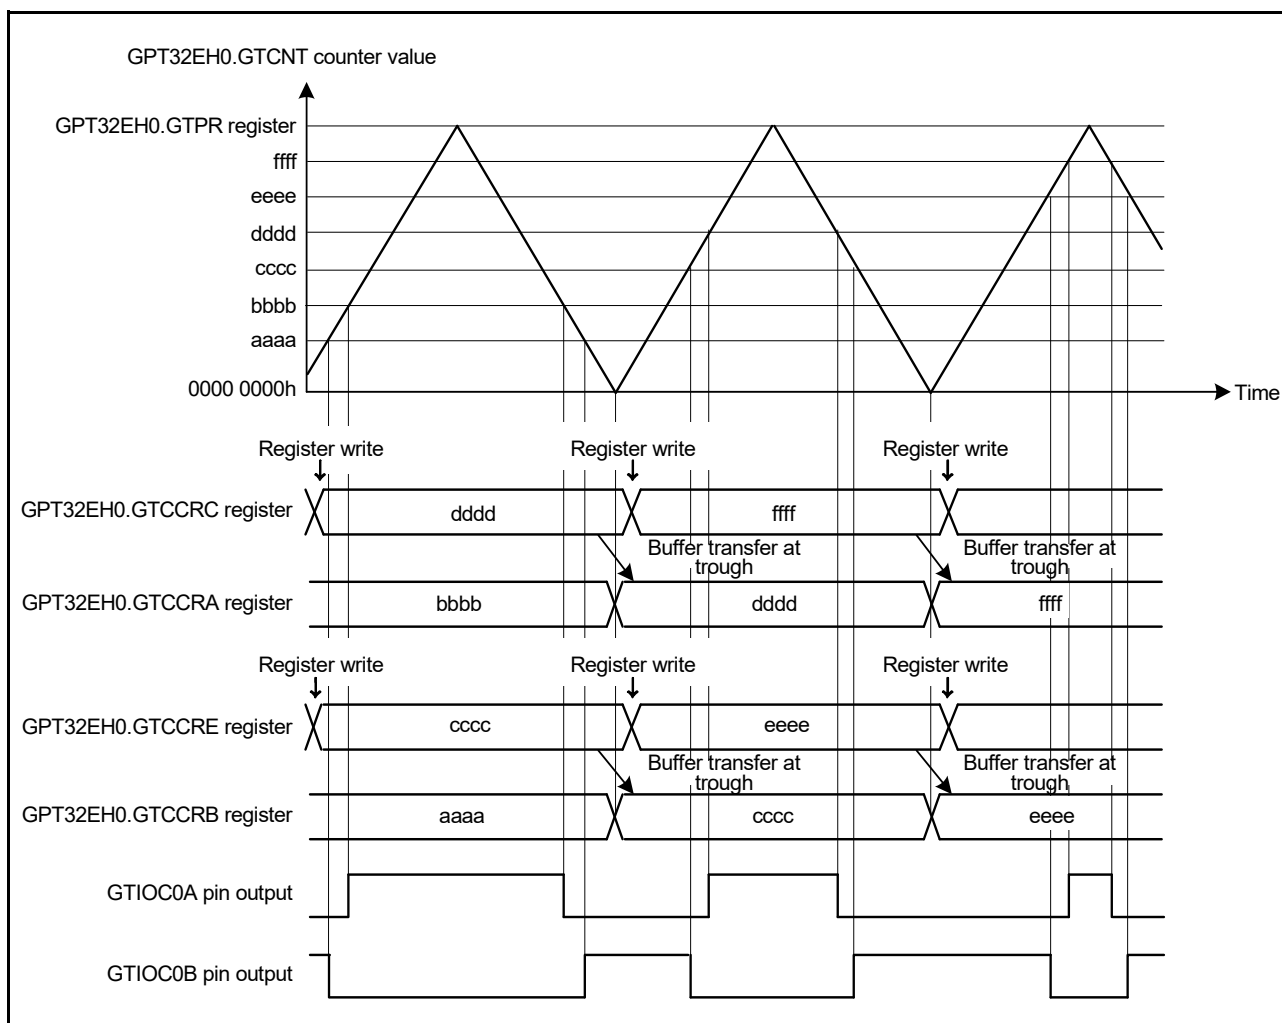 GPT32EH0.GTCNT counter value
GPT32EH0.GTPR register
ffff
eeee
dddd
cccc
bbbb
aaaa
0000 0000h
Time
Register write Register write Register write
GPT32EH0.GTCCRC register dddd ffff
Buffer transfer at Buffer transfer at
trough trough
GPT32EH0.GTCCRA register bbbb dddd ffff
Register write Register write Register write
GPT32EH0.GTCCRE register cccc eeee
Buffer transfer at Buffer transfer at
trough trough
GPT32EH0.GTCCRB register aaaa cccc eeee
GTIOC0A pin output
GTIOC0B pin output